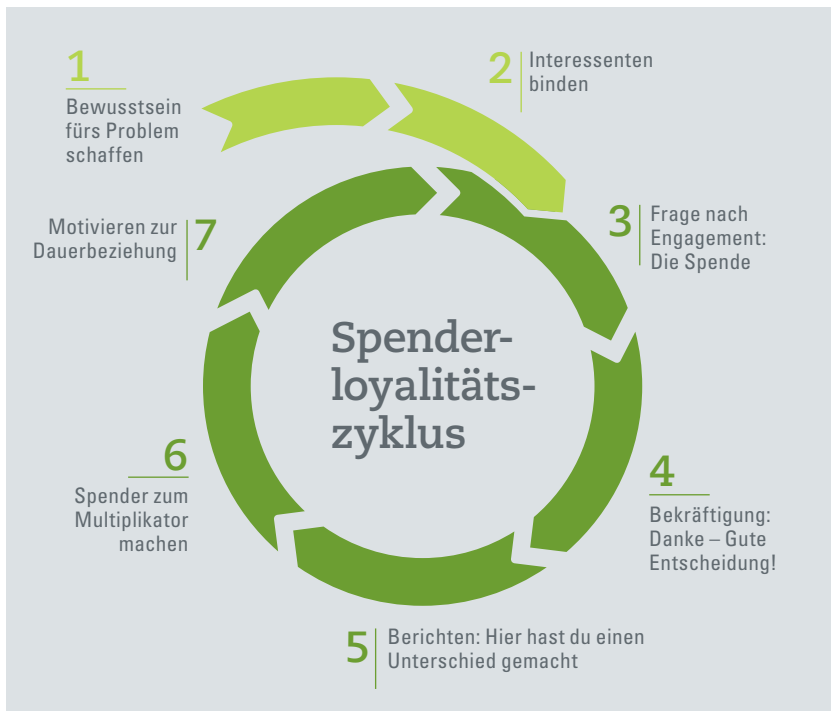 1
Bewusstsein
fürs Problem
schaffen
2
Interessenten
binden
3
Frage nach
Engagement:
Die Spende
4
Bekräftigung:
Danke – Gute
Entscheidung!
5
Berichten: Hier hast du einen
Unterschied gemacht
6
Spender zum
Multiplikator
machen
7
Motivieren zur
Dauerbeziehung
Spender-
loyalitäts-
zyklus